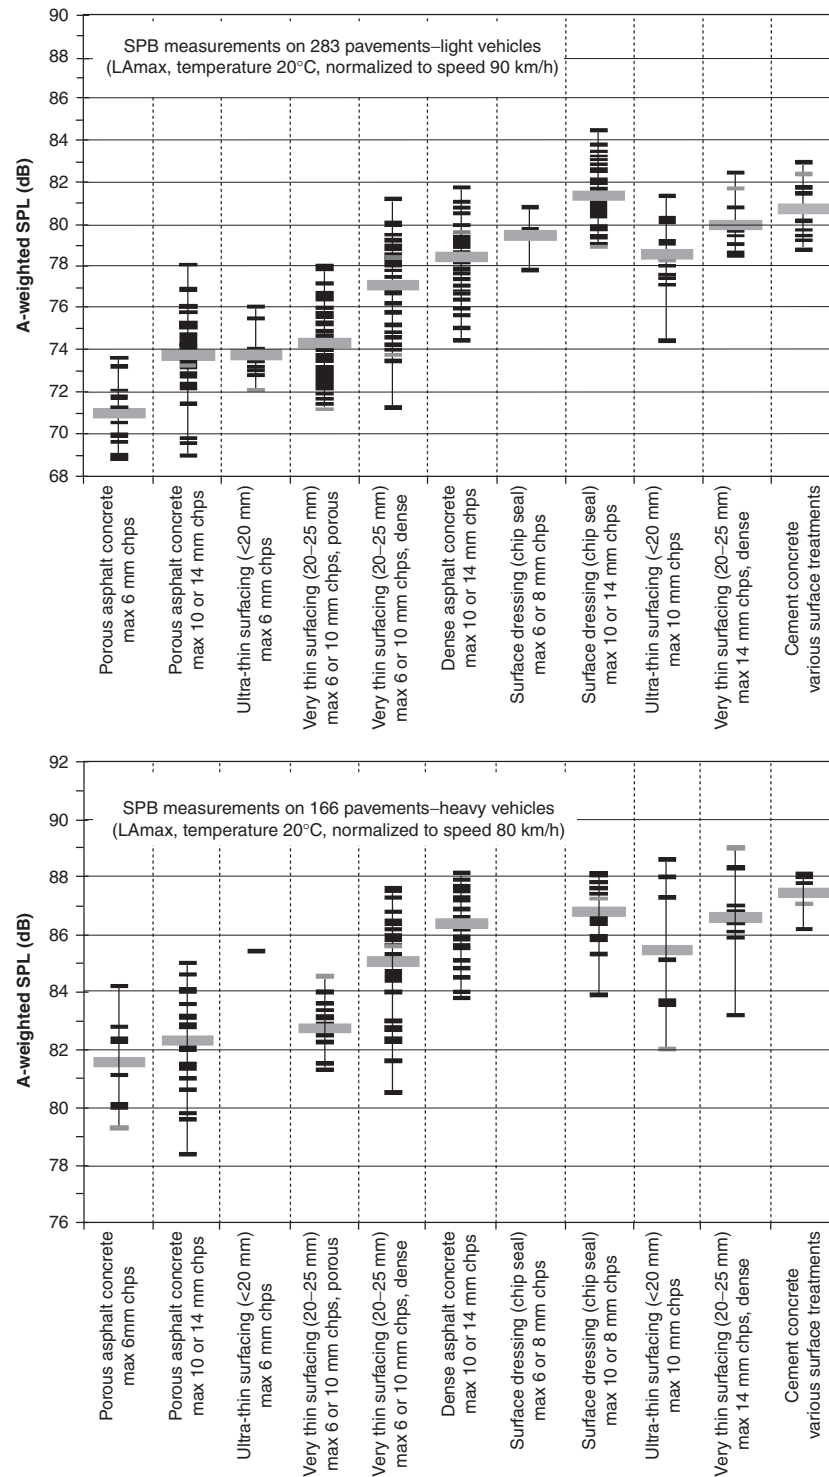 90
88
86
84
82
80
78
76
74
72
70
68
A-weighted SPL (dB)
SPB measurements on 283 pavements–light vehicles
(LAmax, temperature 20°C, normalized to speed 90 km/h)
Porous asphalt concrete
max 6 mm chps
Porous asphalt concrete
max 10 or 14 mm chps
Ultra-thin surfacing (<20 mm)
max 6 mm chps
Very thin surfacing (20–25 mm)
max 6 or 10 mm chps, porous
Very thin surfacing (20–25 mm)
max 6 or 10 mm chps, dense
Dense asphalt concrete
max 10 or 14 mm chps
Surface dressing (chip seal)
max 6 or 8 mm chps
Surface dressing (chip seal)
max 10 or 14 mm chps
Ultra-thin surfacing (<20 mm)
max 10 mm chps
Very thin surfacing (20–25 mm)
max 14 mm chps, dense
Cement concrete
various surface treatments
92
90
88
86
84
82
80
78
76
A-weighted SPL (dB)
SPB measurements on 166 pavements–heavy vehicles
(LAmax, temperature 20°C, normalized to speed 80 km/h)
Porous asphalt concrete
max 6mm chps
Porous asphalt concrete
max 10 or 14 mm chps
Ultra-thin surfacing (<20 mm)
max 6 mm chps
Very thin surfacing (20–25 mm)
max 6 or 10 mm chps, porous
Very thin surfacing (20–25 mm)
max 6 or 10 mm chps, dense
Dense asphalt concrete
max 10 or 14 mm chps
Surface dressing (chip seal)
max 6 or 8 mm chps
Surface dressing (chip seal)
max 10 or 8 mm chps
Ultra-thin surfacing (<20 mm)
max 10 mm chps
Very thin surfacing (20–25 mm)
max 14 mm chps, dense
Cement concrete
various surface treatments